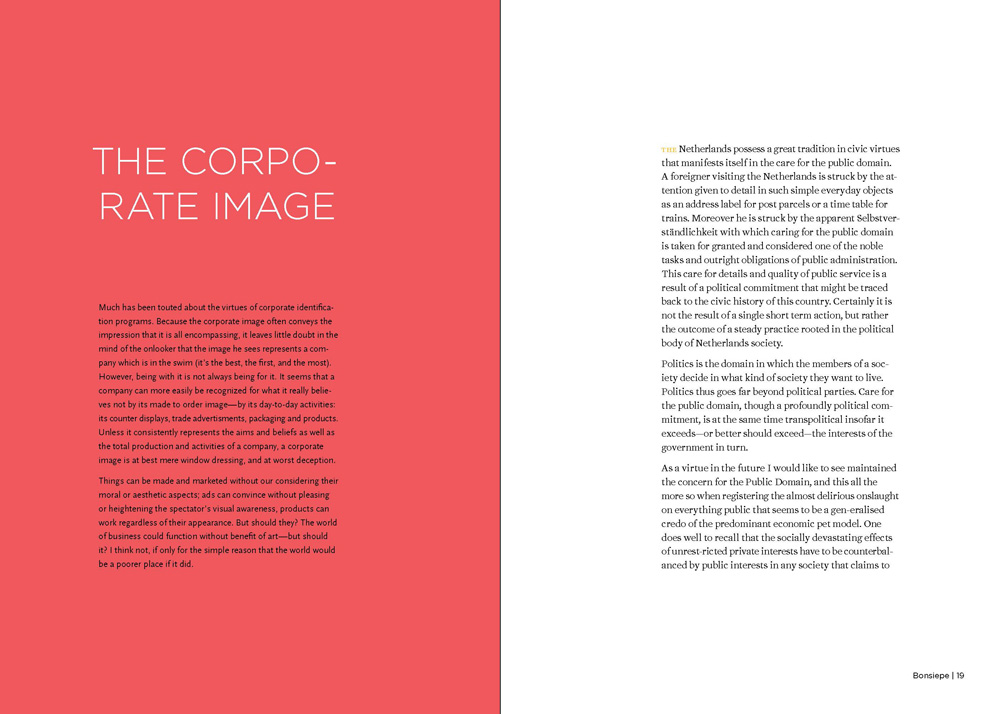 THE CORPO-
RATE IMAGE
Much has been touted about the virtues of corporate identifica-
tion programs. Because the corporate image often conveys the
impression that it is all encompassing, it leaves little doubt in the
mind of the onlooker that the image he sees represents a com-
pany which is in the swim (it's the best, the first, and the most).
However, being with it is not always being for it. It seems that a
company can more easily be recognized for what it really belie-
ves not by its made to order image—by its day-to-day activities:
its counter displays, trade advertisments, packaging and products.
Unless it consistently represents the aims and beliefs as well as
the total production and activities of a company, a corporate
image is at best mere window dressing, and at worst deception.
Things can be made and marketed without our considering their
moral or aesthetic aspects; ads can convince without pleasing
or heightening the spectator's visual awareness, products can
work regardless of their appearance. But should they? The world
of business could function without benefit of art—but should
it? I think not, if only for the simple reason that the world would
be a poorer place if it did.
THE Netherlands possess a great tradition in civic virtues
that manifests itself in the care for the public domain.
A foreigner visiting the Netherlands is struck by the at-
tention given to detail in such simple everyday objects
as an address label for post parcels or a time table for
trains. Moreover he is struck by the apparent Selbstver-
ständlichkeit with which caring for the public domain
is taken for granted and considered one of the noble
tasks and outright obligations of public administration.
This care for details and quality of public service is a
result of a political commitment that might be traced
back to the civic history of this country. Certainly it is
not the result of a single short term action, but rather
the outcome of a steady practice rooted in the political
body of Netherlands society.
Politics is the domain in which the members of a soc-
iety decide in what kind of society they want to live.
Politics thus goes far beyond political parties. Care for
the public domain, though a profoundly political com-
mitment, is at the same time transpolitical insofar it
exceeds—or better should exceed—the interests of the
government in turn.
As a virtue in the future I would like to see maintained
the concern for the Public Domain, and this all the
more so when registering the almost delirious onslaught
on everything public that seems to be a gen-eralised
credo of the predominant economic pet model. One
does well to recall that the socially devastating effects
of unrest-ricted private interests have to be counterbal-
anced by public interests in any society that claims to
Bonsiepe | 19